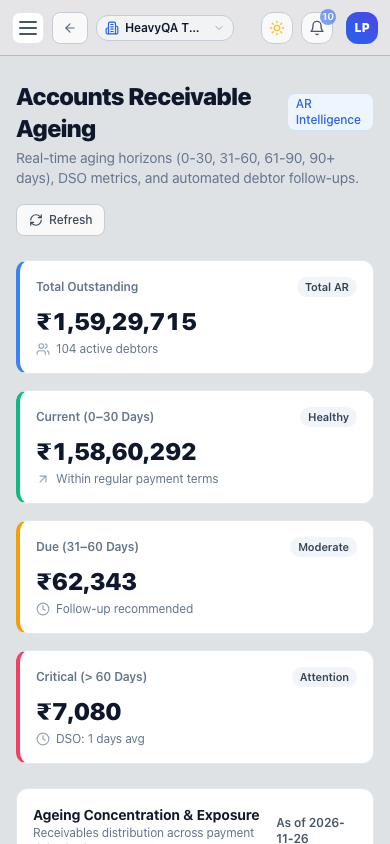 HeavyQA T...
10
LP
Accounts Receivable
Ageing
AR
Intelligence
Real-time aging horizons (0-30, 31-60, 61-90, 90+
days), DSO metrics, and automated debtor follow-ups.
Refresh
Total Outstanding
Total AR
₹1,59,29,715
104 active debtors
Current (0–30 Days)
Healthy
₹1,58,60,292
Within regular payment terms
Due (31–60 Days)
Moderate
₹62,343
Follow-up recommended
Critical (> 60 Days)
Attention
₹7,080
DSO: 1 days avg
Ageing Concentration & Exposure
As of 2026-
11-26
Receivables distribution across payment